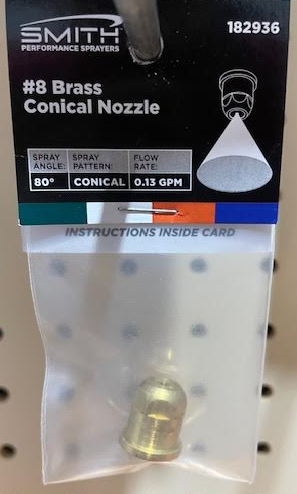 SMITH
PERFORMANCE SPRAYERS
182936
#8 Brass
Conical Nozzle
SPRAY ANGLE: SPRAY PATTERN: FLOW RATE:
80° CONICAL 0.13 GPM
INSTRUCTIONS INSIDE CARD